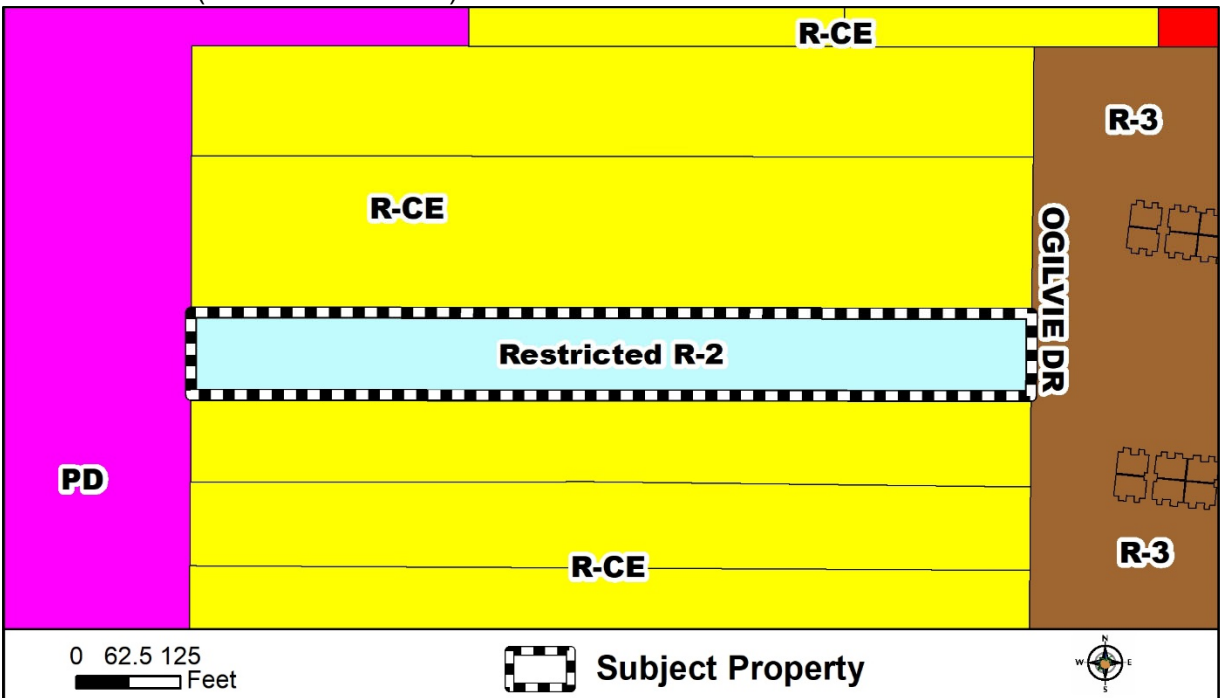 R-CE
R-3
R-CE
OGILVIE DR
Restricted R-2
PD
R-CE
R-3
0 62.5 125
Feet
Subject Property
N
W E
S